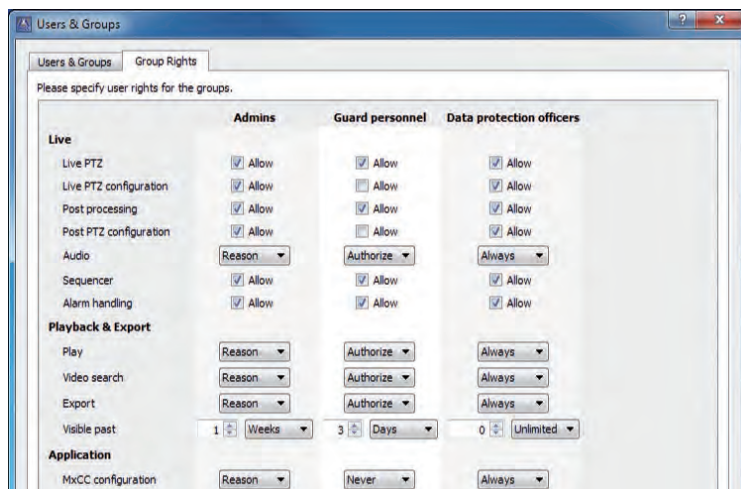 Users & Groups
Users & Groups Group Rights
Please specify user rights for the groups.
Admins Guard personnel Data protection officers
Live
Live PTZ Allow Allow Allow
Live PTZ configuration Allow Allow Allow
Post processing Allow Allow Allow
Post PTZ configuration Allow Allow Allow
Audio Reason Authorize Always
Sequencer Allow Allow Allow
Alarm handling Allow Allow Allow
Playback & Export
Play Reason Authorize Always
Video search Reason Authorize Always
Export Reason Authorize Always
Visible past 1 Weeks 3 Days 0 Unlimited
Application
MxCC configuration Reason Never Always